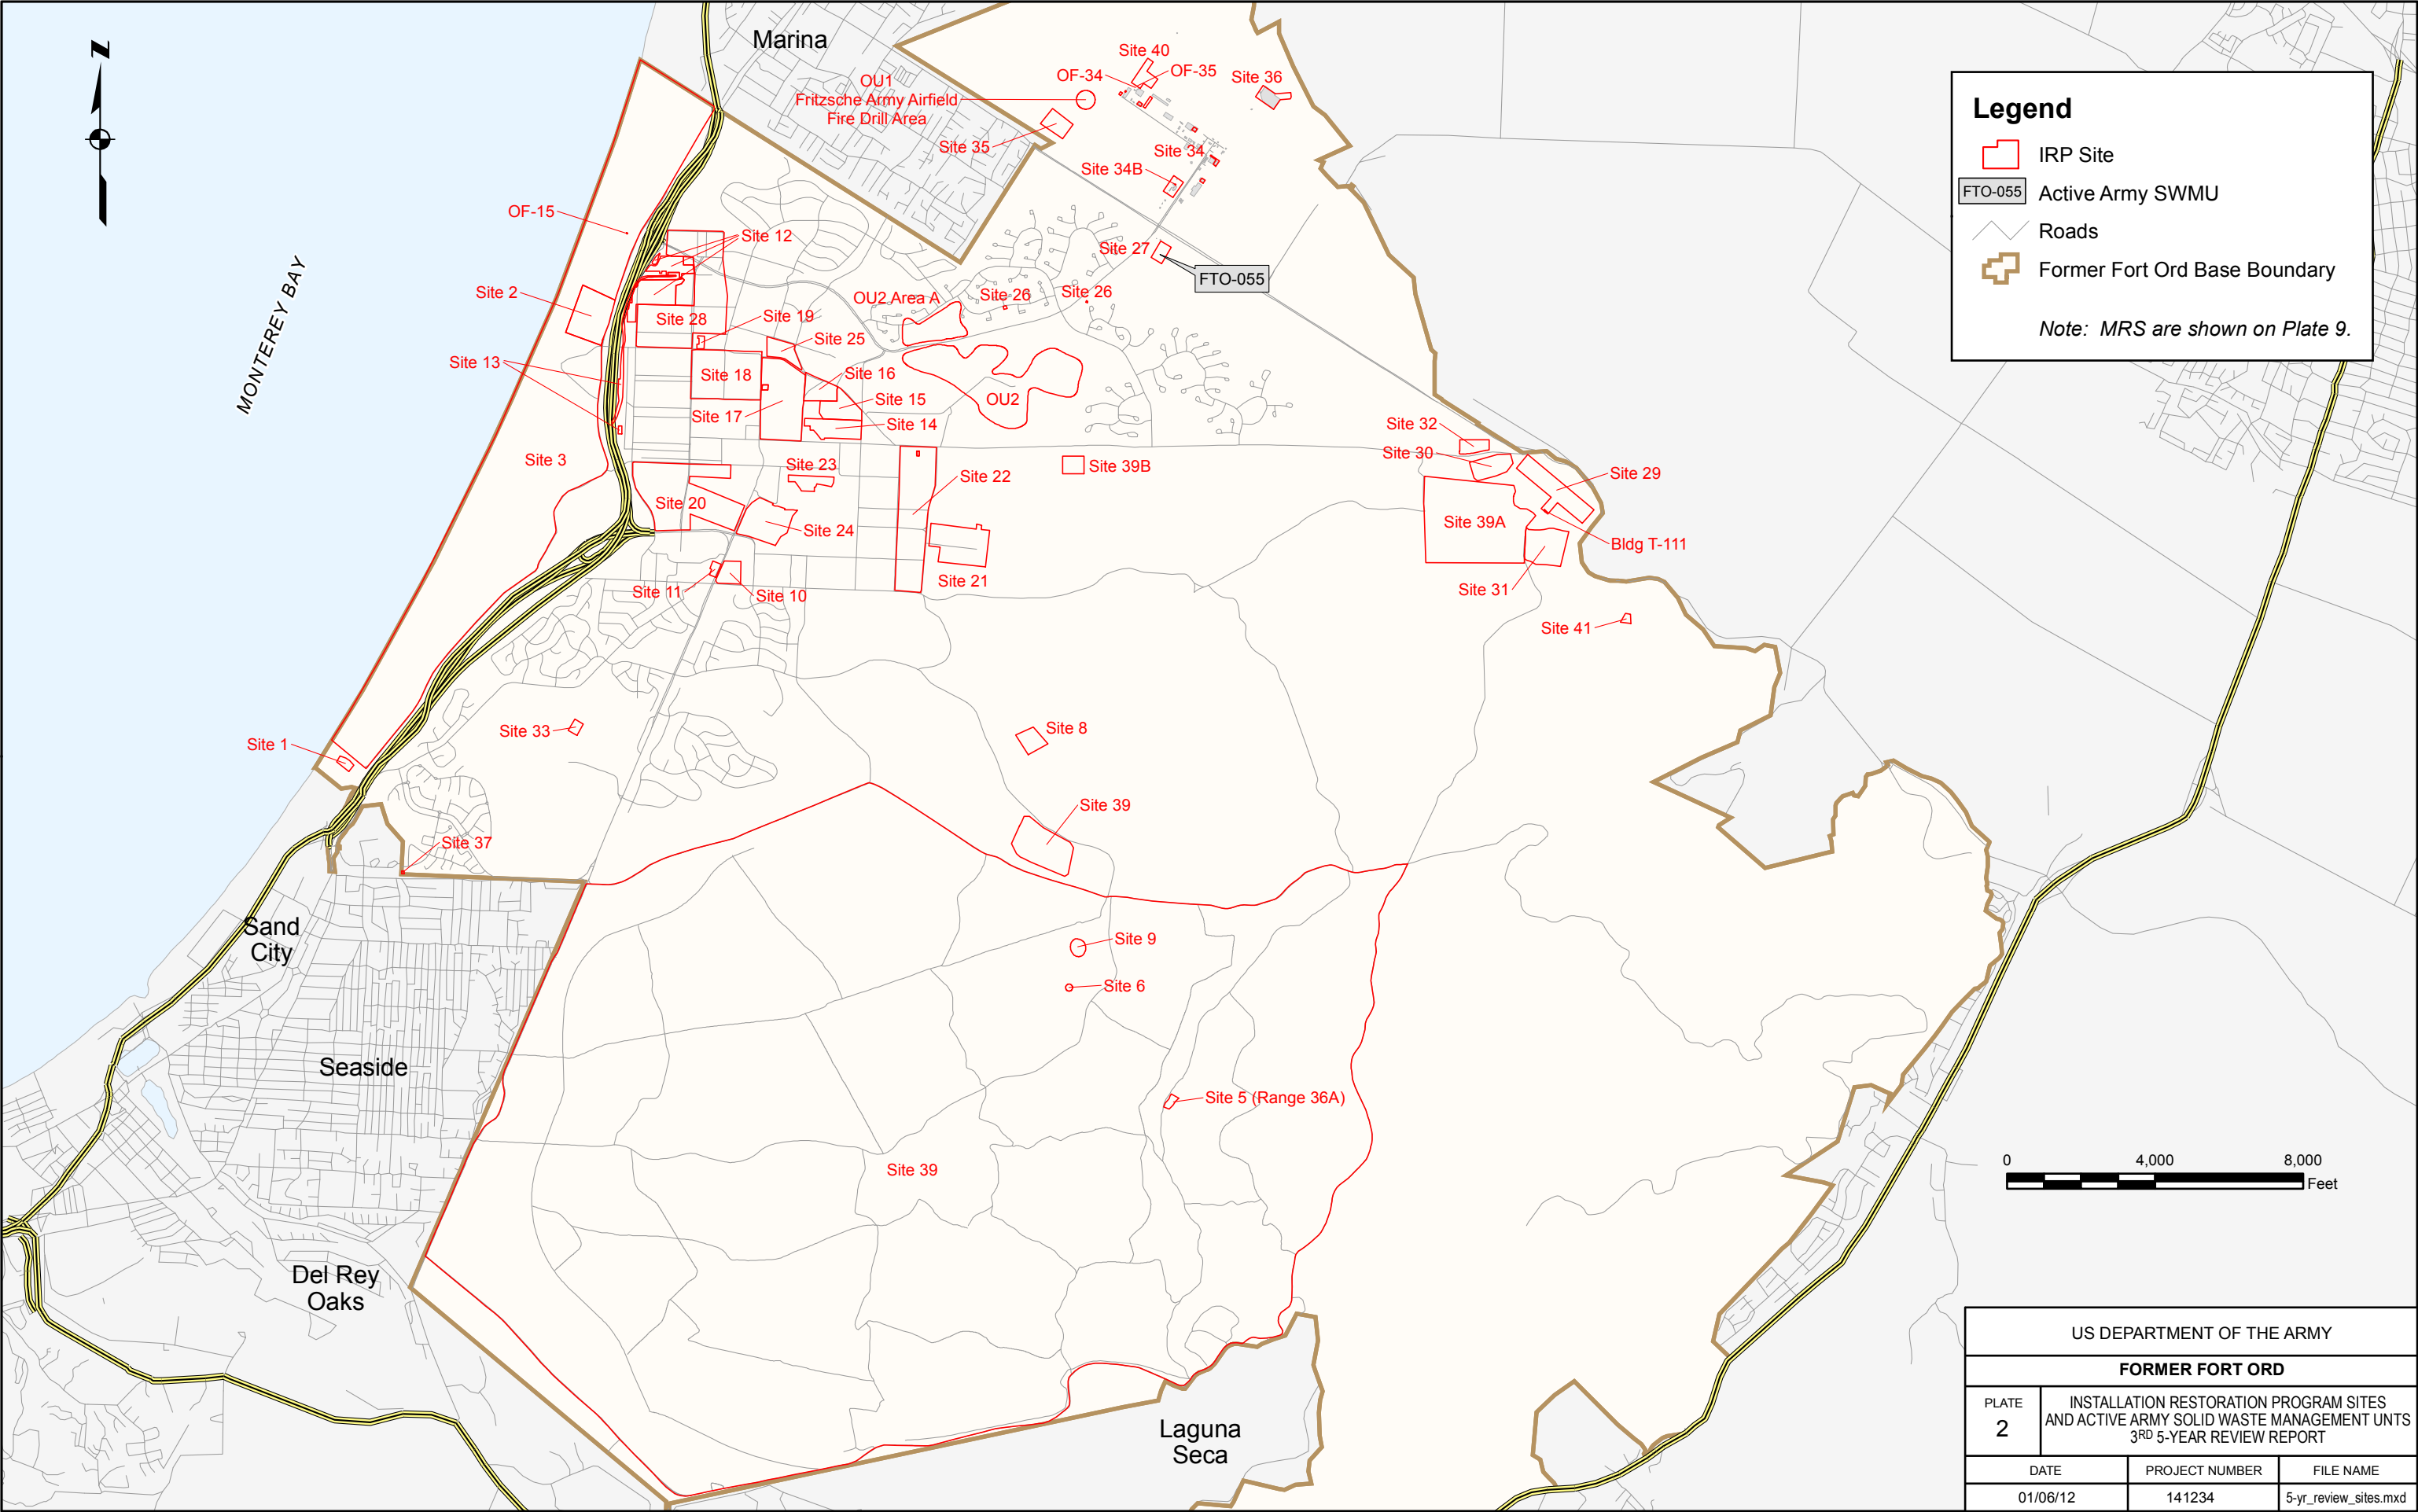 Marina
Site 40
OF-34
OF-35
Site 36
OU1
Fritzsche Army Airfield
Fire Drill Area
Site 35
Site 34
Site 34B
Legend
IRP Site
FTO-055
Active Army SWMU
Roads
Former Fort Ord Base Boundary
Note: MRS are shown on Plate 9.
N
OF-15
Site 12
Site 27
FTO-055
MONTEREY BAY
Site 2
OU2 Area A
Site 26
Site 26
Site 28
Site 19
Site 25
Site 13
Site 18
Site 16
Site 15
OU2
Site 17
Site 14
Site 32
Site 30
Site 3
Site 23
Site 39B
Site 22
Site 29
Site 20
Site 24
Site 39A
Bldg T-111
Site 21
Site 11
Site 10
Site 31
Site 41
Site 33
Site 8
Site 1
Site 39
Site 37
Sand
City
Site 9
Site 6
Seaside
Site 5 (Range 36A)
Site 39
0
4,000
8,000
Feet
Del Rey
Oaks
Laguna
Seca
US DEPARTMENT OF THE ARMY
FORMER FORT ORD
PLATE
2
INSTALLATION RESTORATION PROGRAM SITES
AND ACTIVE ARMY SOLID WASTE MANAGEMENT UNTS
3RD 5-YEAR REVIEW REPORT
DATE
PROJECT NUMBER
FILE NAME
01/06/12
141234
5-yr_review_sites.mxd